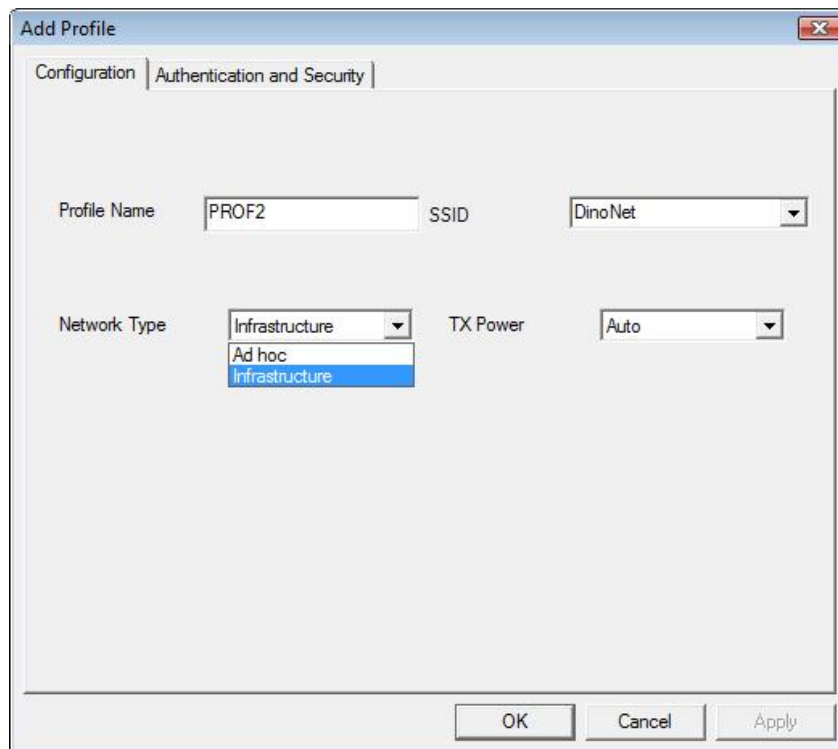 Add Profile
Configuration Authentication and Security
Profile Name PROF2 SSID DinoNet
Network Type Infrastructure TX Power Auto
Ad hoc
Infrastructure
OK Cancel Apply